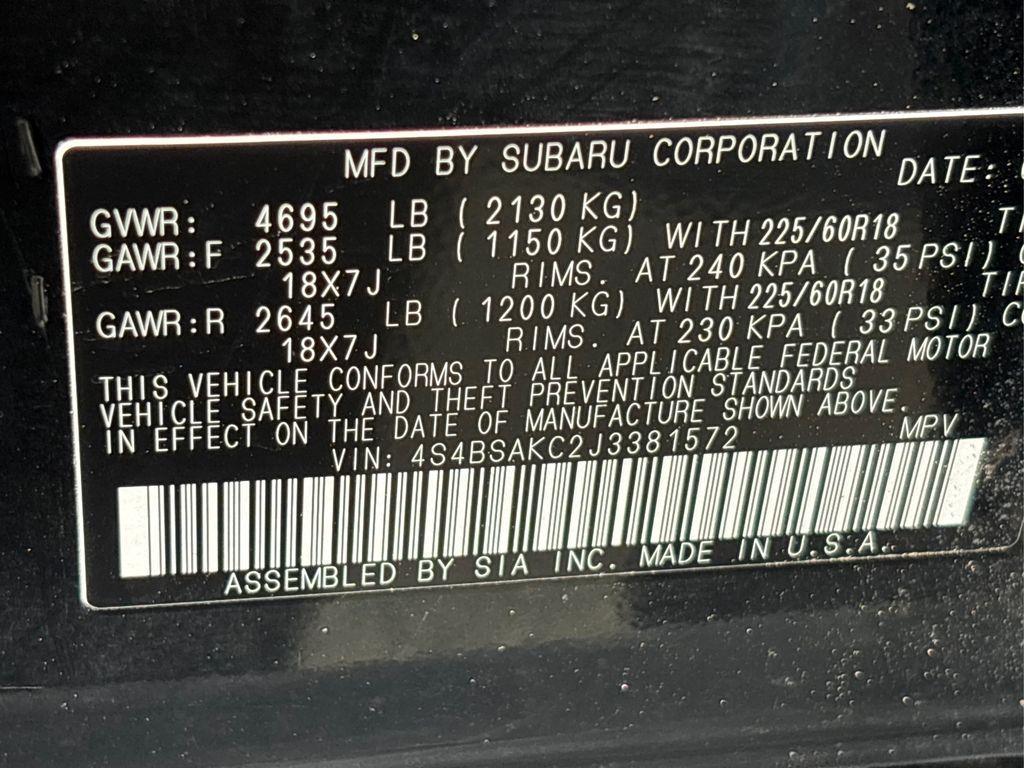 MFD BY SUBARU CORPORATION
DATE:
GVWR: 4695 LB ( 2130 KG)
GAWR:F 2535 LB ( 1150 KG) WITH 225/60R18
18X7J RIMS. AT 240 KPA ( 35 PSI)
GAWR:R 2645 LB ( 1200 KG) WITH 225/60R18
18X7J RIMS. AT 230 KPA ( 33 PSI)
THIS VEHICLE CONFORMS TO ALL APPLICABLE FEDERAL MOTOR
VEHICLE SAFETY AND THEFT PREVENTION STANDARDS
IN EFFECT ON THE DATE OF MANUFACTURE SHOWN ABOVE.
VIN: 4S4BSAKC2J3381572 MPV
ASSEMBLED BY SIA INC. MADE IN U.S.A.